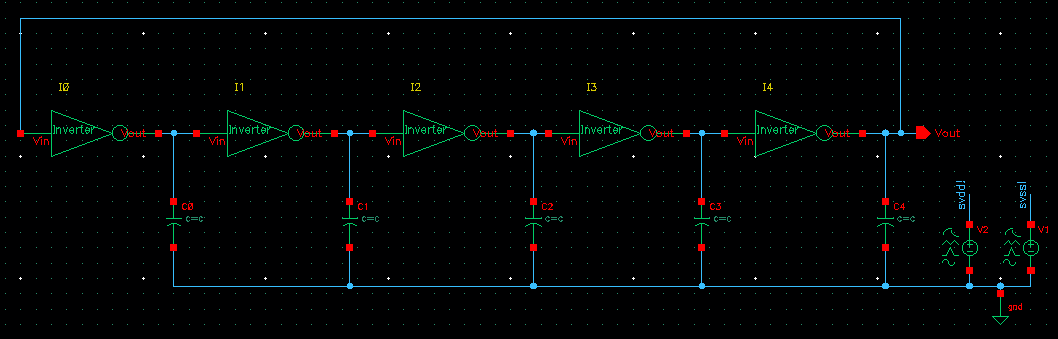 I0 I1 I2 I3 I4
Inverter Inverter Inverter Inverter Inverter
Vout Vout Vout Vout Vout Vout
Vin Vin Vin Vin Vin
svdd! svss!
C0 C1 C2 C3 C4
c=c c=c c=c c=c c=c
V2 V1
gnd